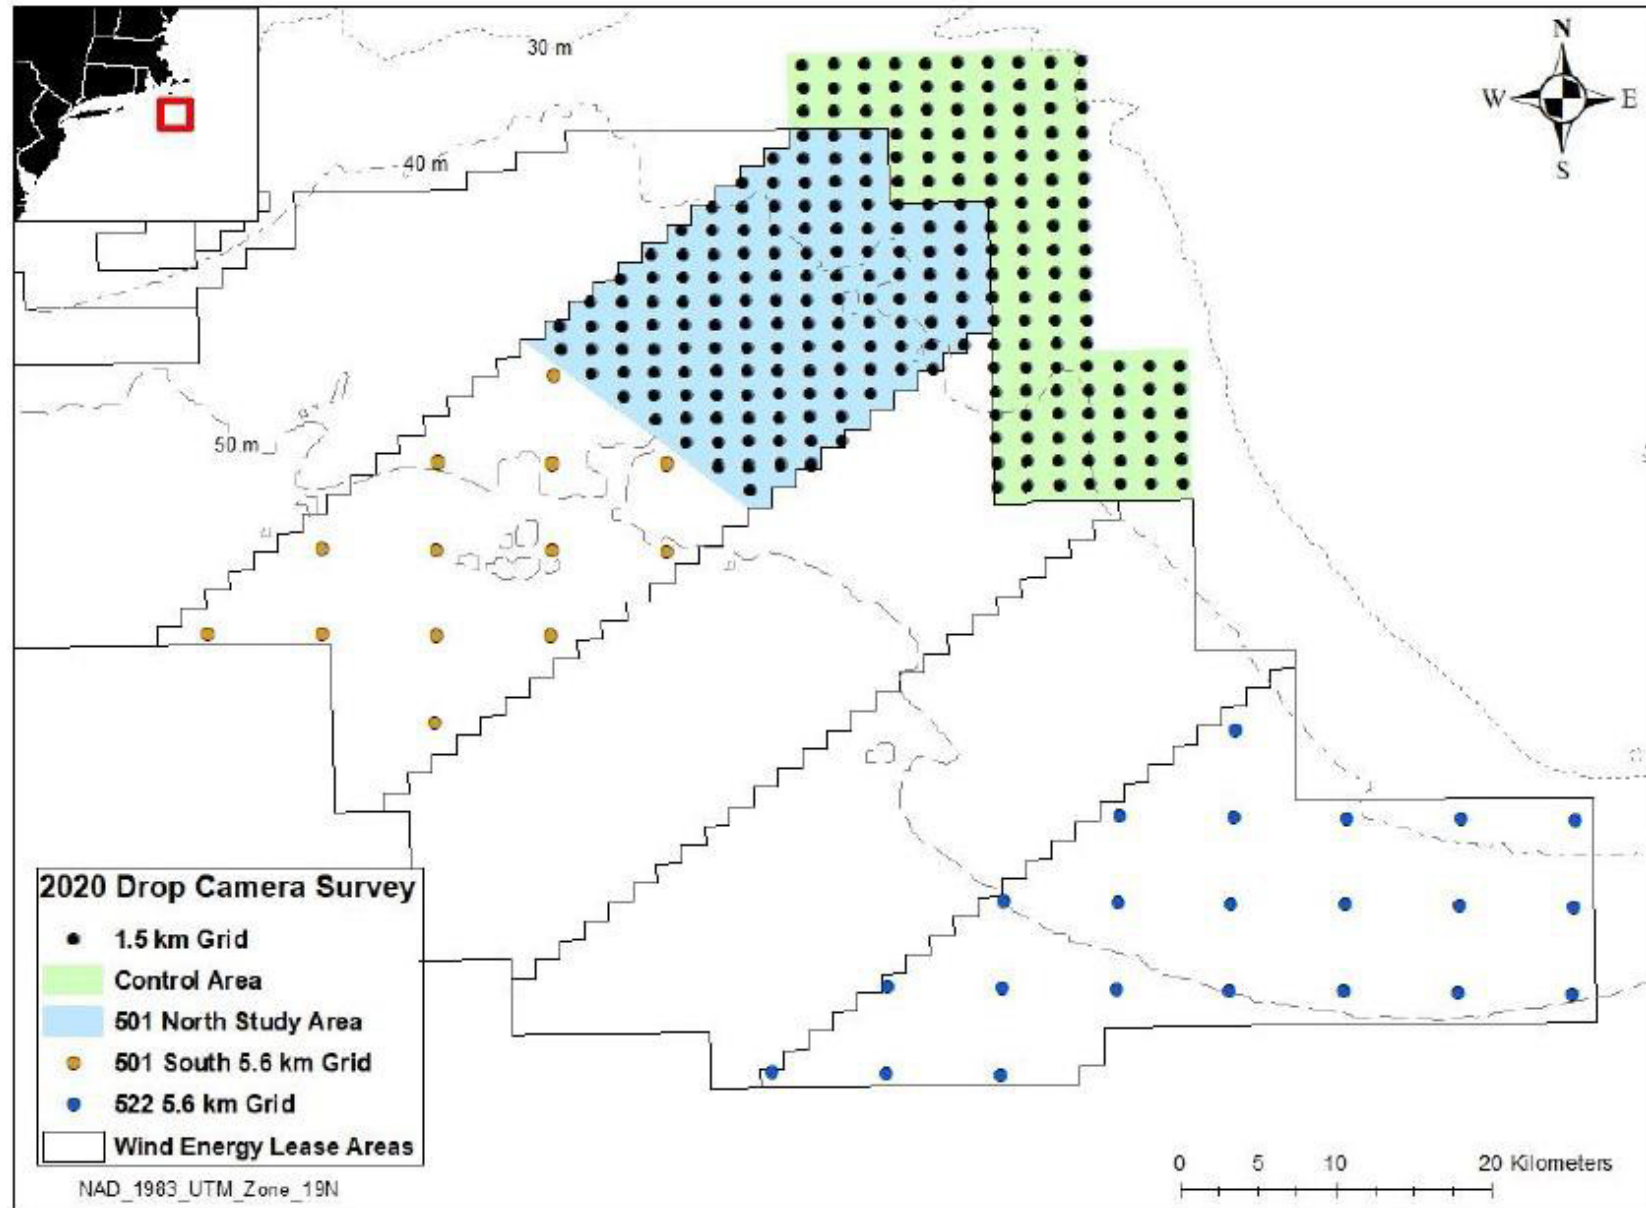 30 m
N
W E
S
40 m
50 m
2020 Drop Camera Survey
1.5 km Grid
Control Area
501 North Study Area
501 South 5.6 km Grid
522 5.6 km Grid
Wind Energy Lease Areas
NAD_1983_UTM_Zone_19N
0 5 10 20 Kilometers